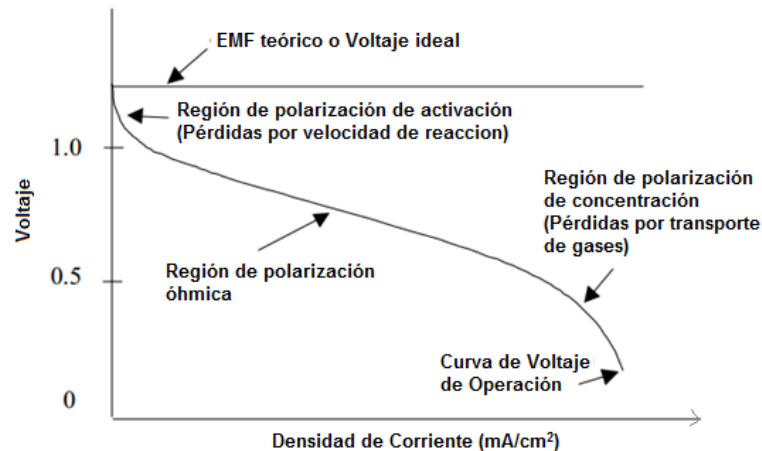 EMF teórico o Voltaje ideal
Región de polarización de activación
(Pérdidas por velocidad de reaccion)
1.0
Voltaje
Región de polarización
de concentración
(Pérdidas por transporte
de gases)
Región de polarización
óhmica
0.5
Curva de Voltaje
de Operación
0
Densidad de Corriente (mA/cm²)